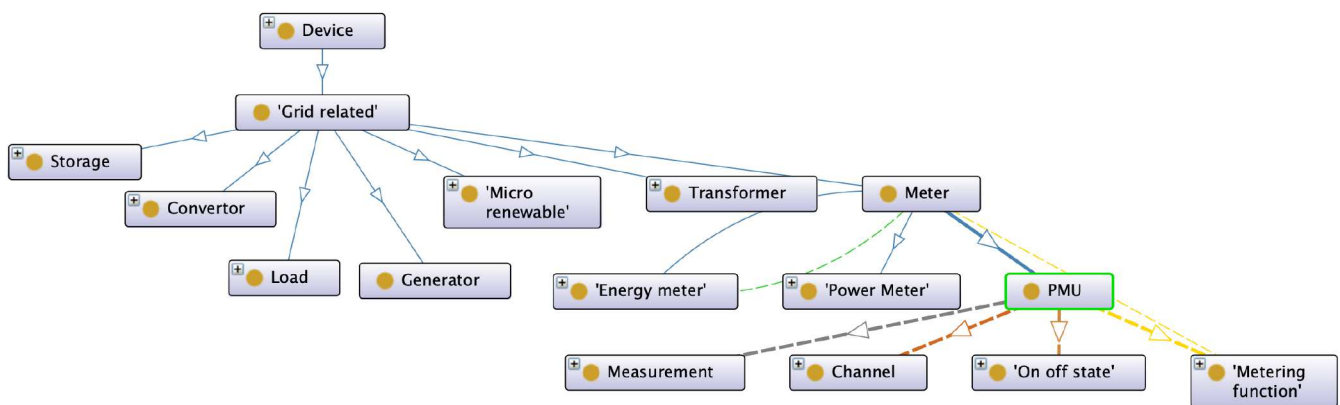 Device
'Grid related'
Storage
Convertor
'Micro
renewable'
Transformer
Meter
Load
Generator
'Energy meter'
'Power Meter'
PMU
Measurement
Channel
'On off state'
'Metering
function'